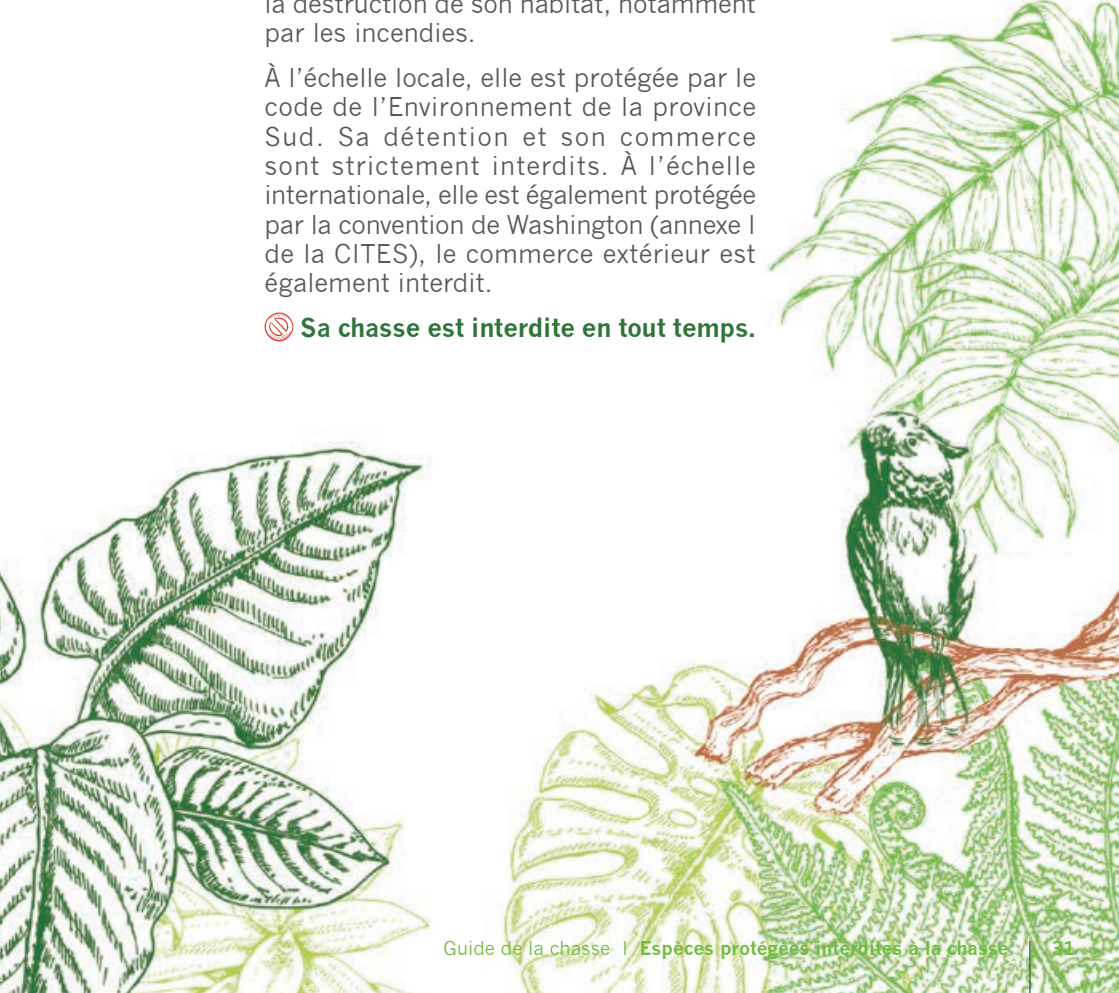 la destruction de son habitat, notamment
par les incendies.
À l’échelle locale, elle est protégée par le
code de l’Environnement de la province
Sud. Sa détention et son commerce
sont strictement interdits. À l’échelle
internationale, elle est également protégée
par la convention de Washington (annexe I
de la CITES), le commerce extérieur est
également interdit.
Sa chasse est interdite en tout temps.
Guide de la chasse | Espèces protégées interdites à la chasse | 31